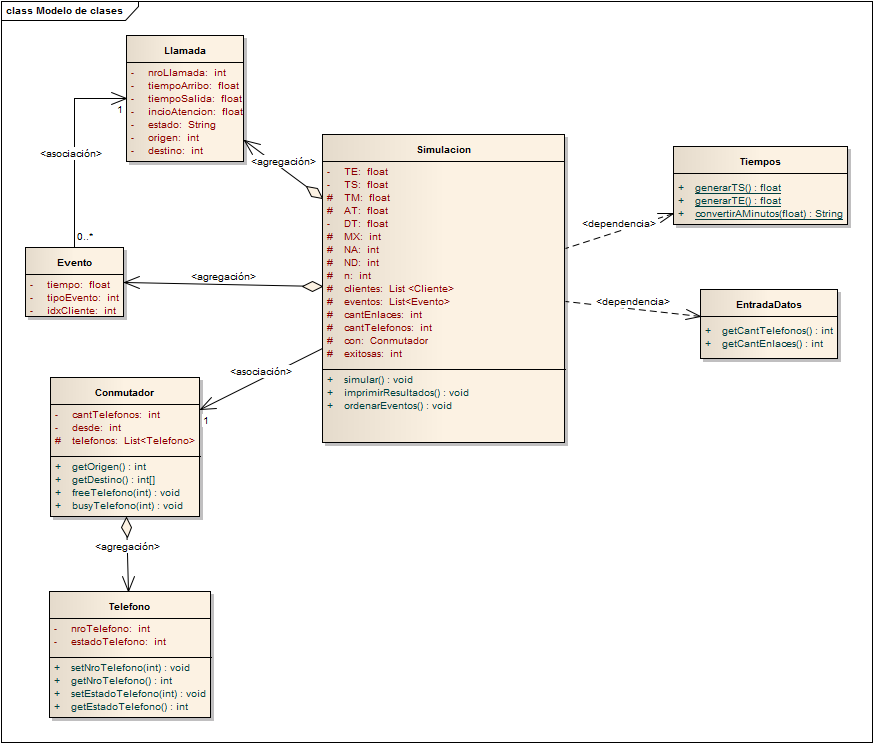 class Modelo de clases
Llamada
- nroLlamada: int
- tiempoArribo: float
- tiempoSalida: float
- incioAtencion: float
- estado: String
- origen: int
- destino: int
1
<asociación>
0..*
Evento
- tiempo: float
- tipoEvento: int
- idxCliente: int
<agregación>
<agregación>
Simulacion
- TE: float
- TS: float
# TM: float
# AT: float
- DT: float
# MX: int
# NA: int
# ND: int
# n: int
# clientes: List <Cliente>
# eventos: List<Evento>
# cantEnlaces: int
# cantTelefonos: int
# con: Conmutador
# exitosas: int
+ simular() : void
+ imprimirResultados() : void
+ ordenarEventos() : void
<dependencia>
Tiempos
+ generarTS() : float
+ generarTE() : float
+ convertirAMinutos(float) : String
<dependencia>
EntradaDatos
+ getCantTelefonos() : int
+ getCantEnlaces() : int
<asociación>
1
Conmutador
- cantTelefonos: int
- desde: int
# telefonos: List<Telefono>
+ getOrigen() : int
+ getDestino() : int[]
+ freeTelefono(int) : void
+ busyTelefono(int) : void
<agregación>
Telefono
- nroTelefono: int
- estadoTelefono: int
+ setNroTelefono(int) : void
+ getNroTelefono() : int
+ setEstadoTelefono(int) : void
+ getEstadoTelefono() : int